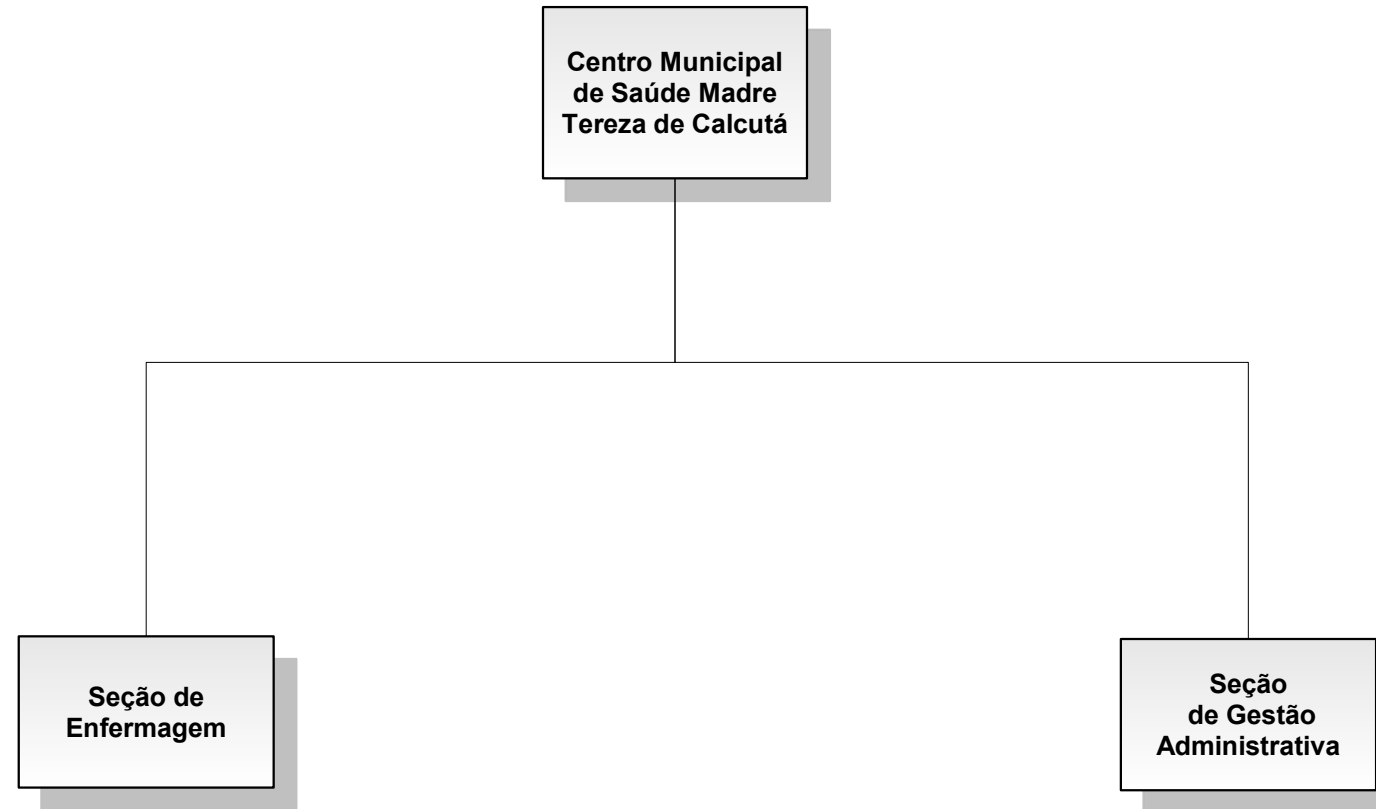 Centro Municipal
de Saúde Madre
Tereza de Calcutá
Seção de
Enfermagem
Seção
de Gestão
Administrativa